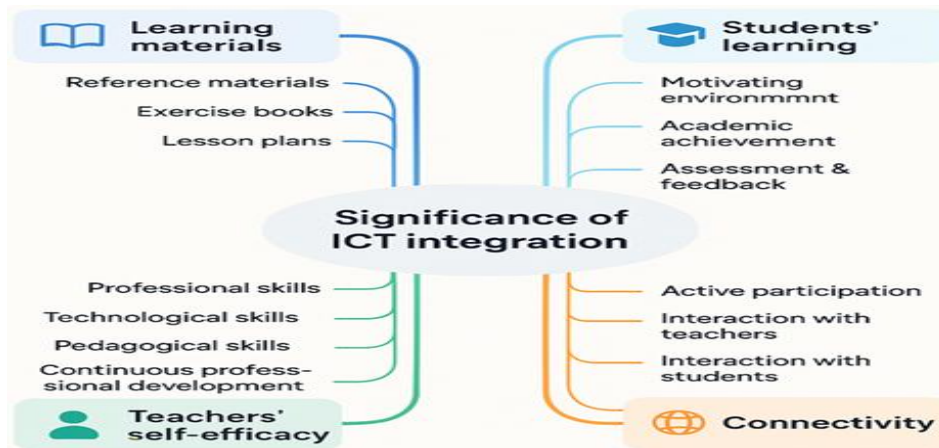 Learning
materials
Reference materials
Exercise books
Lesson plans
Students'
learning
Motivating
environmmnt
Academic
achievement
Assessment &
feedback
Significance of
ICT integration
Professional skills
Technological skills
Pedagogical skills
Continuous profess-
sional development
Teachers'
self-efficacy
Active participation
Interaction with
teachers
Interaction with
students
Connectivity